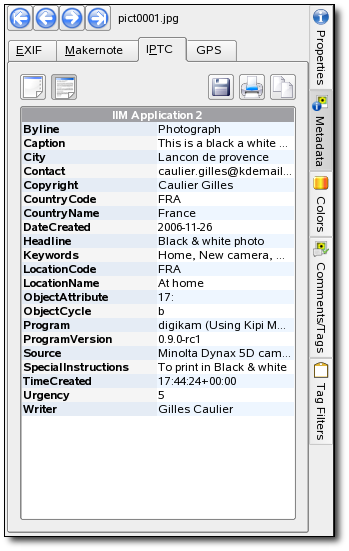 pict0001.jpg
EXIF Makernote IPTC GPS
IIM Application 2
Byline Photograph
Caption This is a black a white ...
City Lancon de provence
Contact caulier.gilles@kdemail...
Copyright Caulier Gilles
CountryCode FRA
CountryName France
DateCreated 2006-11-26
Headline Black & white photo
Keywords Home, New camera, ...
LocationCode FRA
LocationName At home
ObjectAttribute 17:
ObjectCycle b
Program digikam (Using Kipi M...
ProgramVersion 0.9.0-rc1
Source Minolta Dynax 5D cam...
SpecialInstructions To print in Black & white
TimeCreated 17:44:24+00:00
Urgency 5
Writer Gilles Caulier
Properties
Metadata
Colors
Comments/Tags
Tag Filters